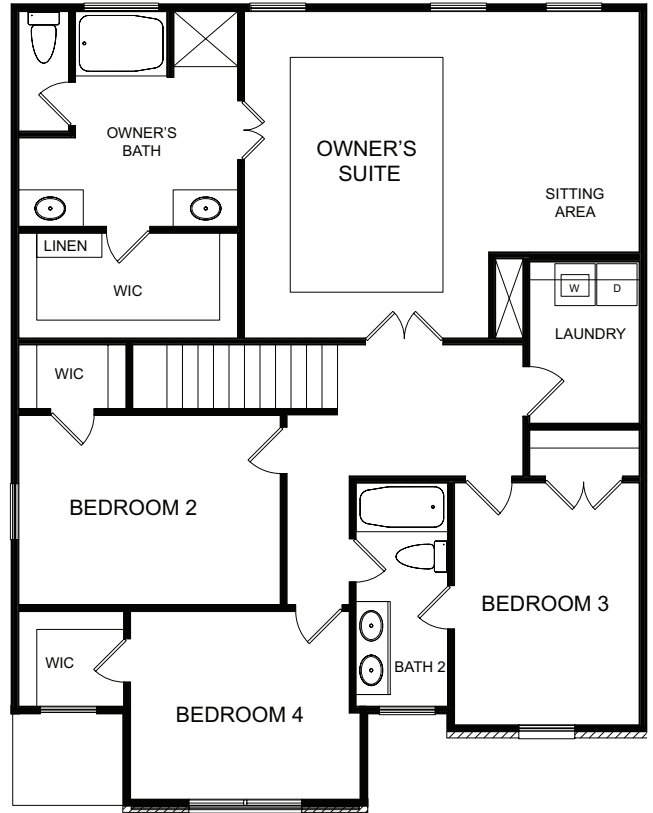 OWNER'S
BATH
OWNER'S
SUITE
SITTING
AREA
LINEN
WIC
W
D
LAUNDRY
WIC
BEDROOM 2
BEDROOM 3
WIC
BATH 2
BEDROOM 4